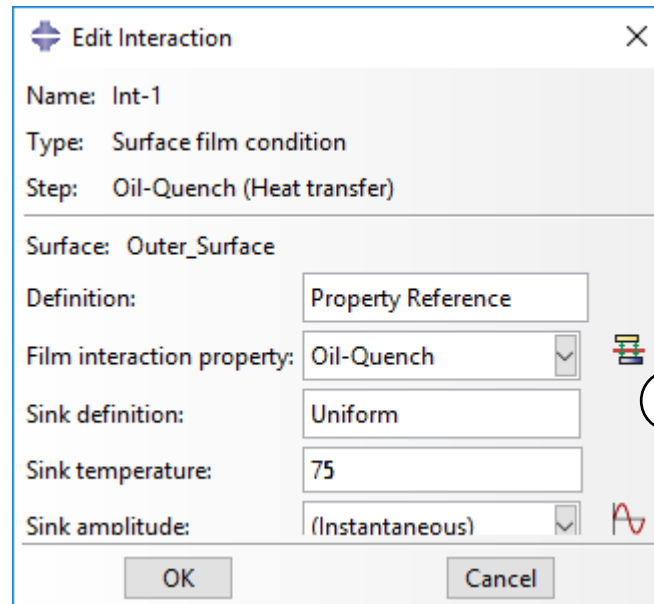 Edit Interaction
Name: Int-1
Type: Surface film condition
Step: Oil-Quench (Heat transfer)
Surface: Outer_Surface
Definition: Property Reference
Film interaction property: Oil-Quench
Sink definition: Uniform
Sink temperature: 75
Sink amplitude: (Instantaneous)
OK Cancel